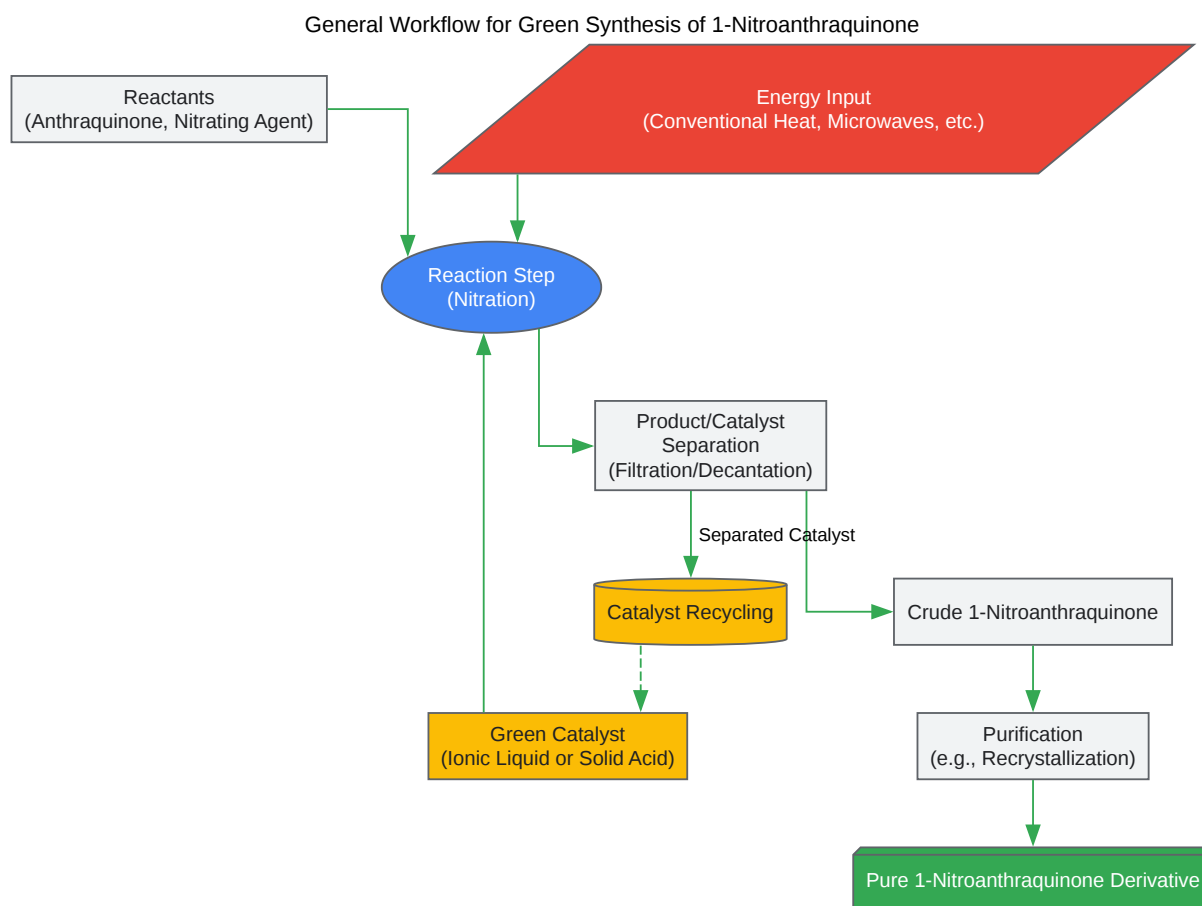 General Workflow for Green Synthesis of 1-Nitroanthraquinone
Reactants
(Anthraquinone, Nitrating Agent)
Energy Input
(Conventional Heat, Microwaves, etc.)
Reaction Step
(Nitration)
Product/Catalyst
Separation
(Filtration/Decantation)
Separated Catalyst
Catalyst Recycling
Crude 1-Nitroanthraquinone
Green Catalyst
(Ionic Liquid or Solid Acid)
Purification
(e.g., Recrystallization)
Pure 1-Nitroanthraquinone Derivative